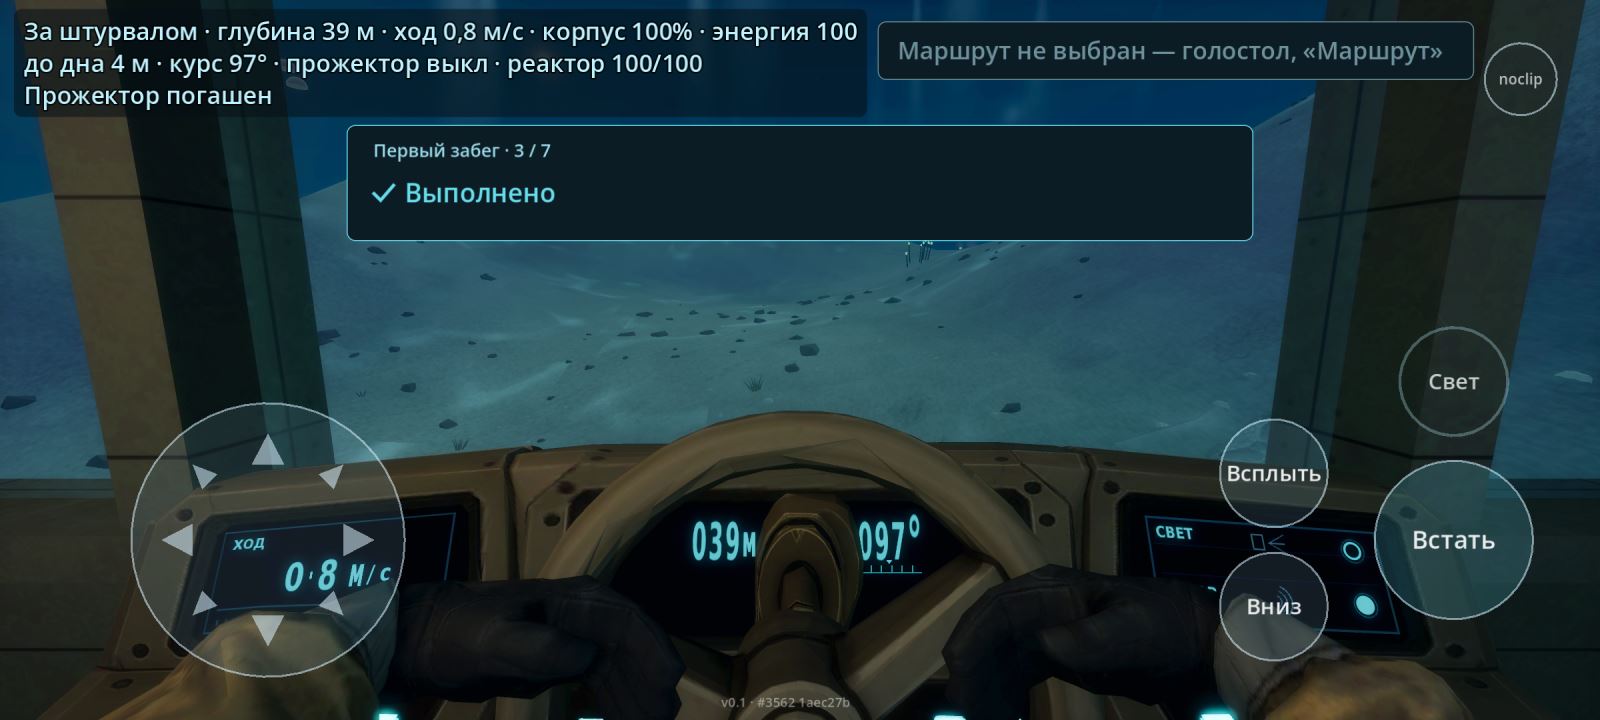 За штурвалом · глубина 39 м · ход 0,8 м/с · корпус 100% · энергия 100
до дна 4 м · курс 97° · прожектор выкл · реактор 100/100
Прожектор погашен
Маршрут не выбран — голостол, «Маршрут»
noclip
Первый забег · 3 / 7
✓ Выполнено
Свет
Всплыть
Встать
Вниз
ХОД
0·8 М/с
039м
097°
СВЕТ
v0.1 · #3562 1aec27b